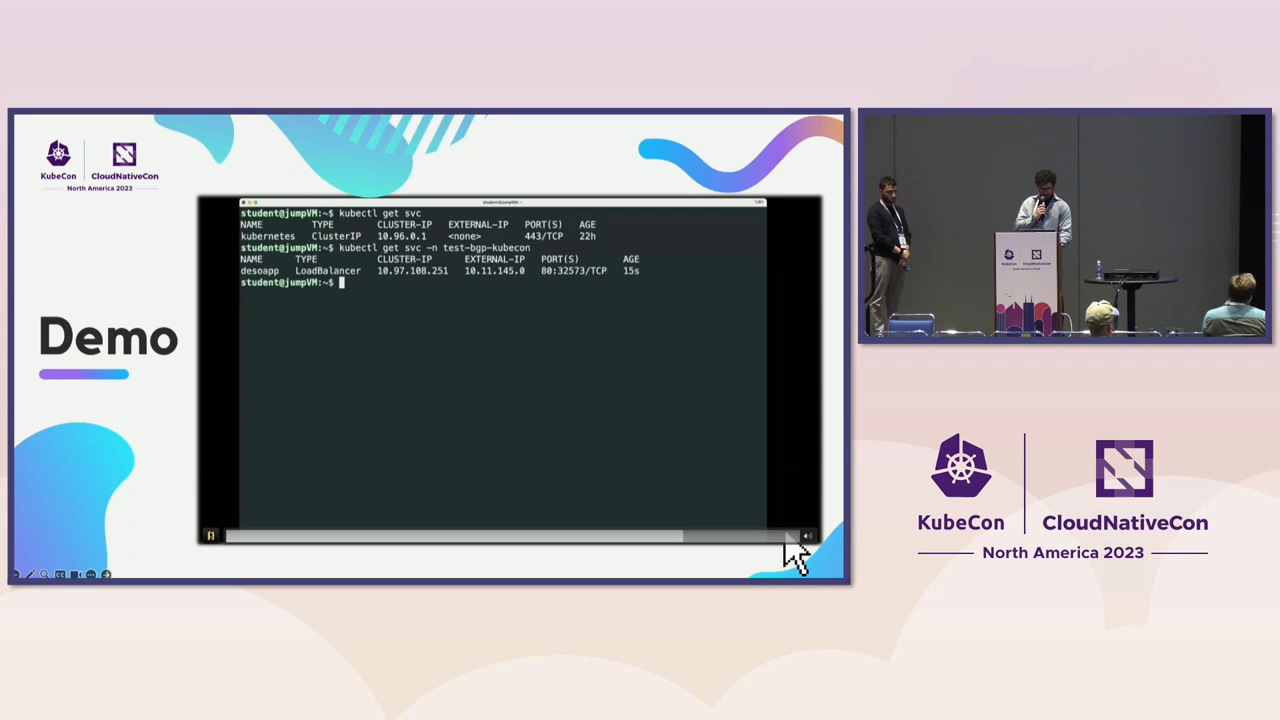 KubeCon CloudNativeCon
North America 2023
Demo
student@jumpVM:~
student@jumpVM:~$ kubectl get svc
NAME TYPE CLUSTER-IP EXTERNAL-IP PORT(S) AGE
kubernetes ClusterIP 10.96.0.1 <none> 443/TCP 22h
student@jumpVM:~$ kubectl get svc -n test-bgp-kubecon
NAME TYPE CLUSTER-IP EXTERNAL-IP PORT(S) AGE
desoapp LoadBalancer 10.97.108.251 10.11.145.0 80:32573/TCP 15s
student@jumpVM:~$
KubeCon CloudNativeCon
North America 2023